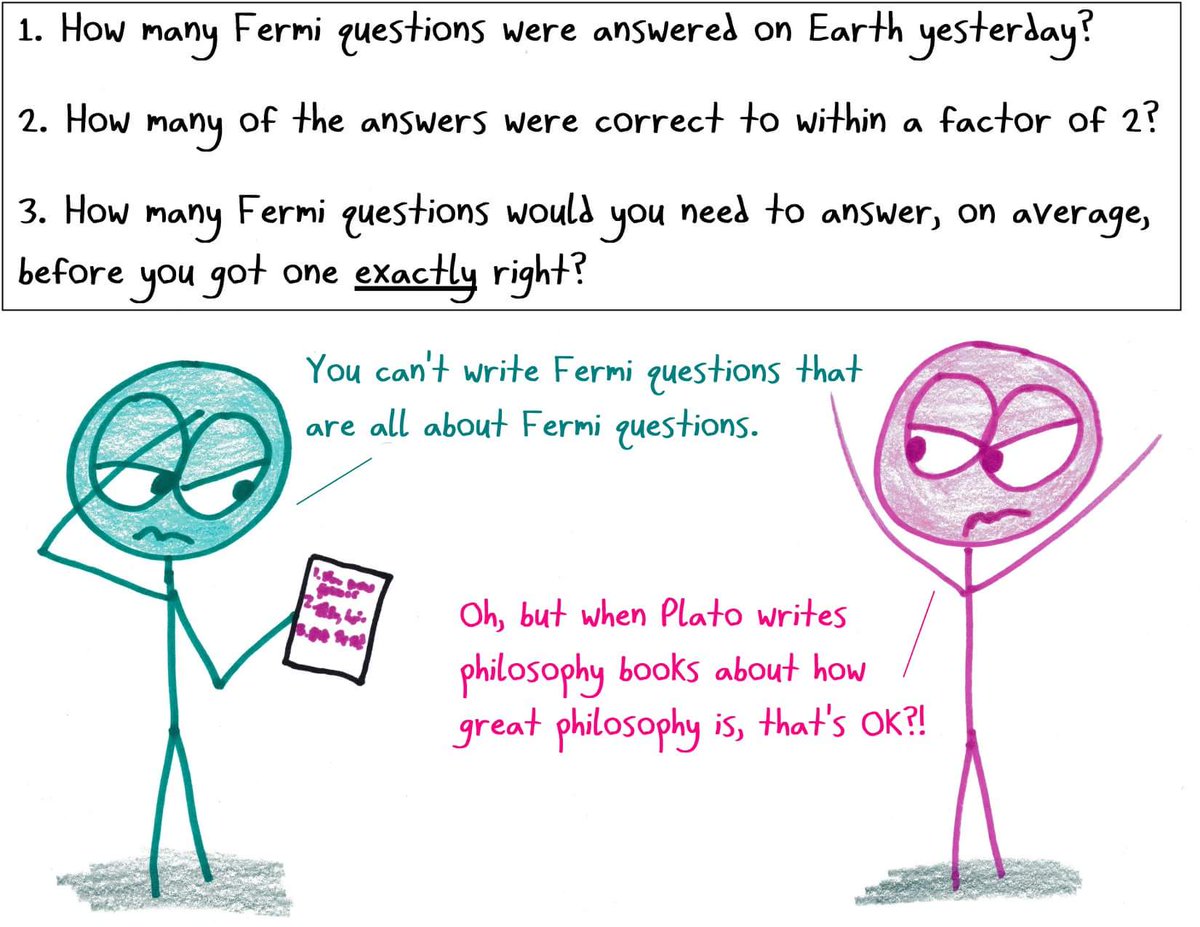 1. How many Fermi questions were answered on Earth yesterday?
2. How many of the answers were correct to within a factor of 2?
3. How many Fermi questions would you need to answer, on average,
before you got one exactly right?
You can't write Fermi questions that
are all about Fermi questions.
Oh, but when Plato writes
philosophy books about how
great philosophy is, that's OK?!
1.
2.
3.